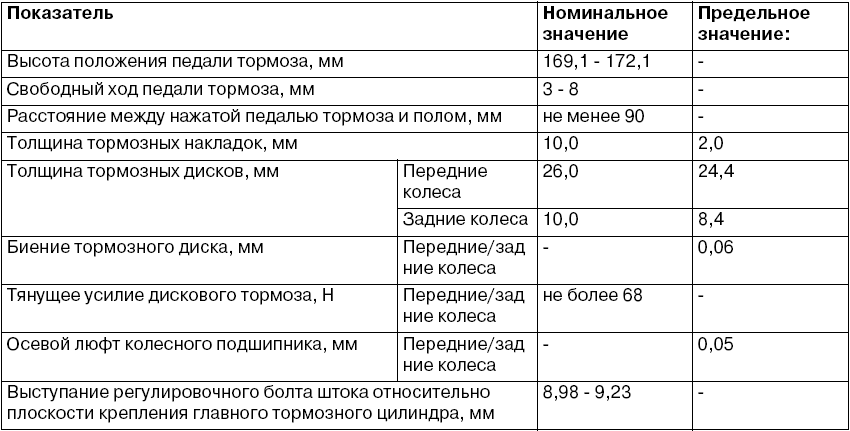 Показатель Номинальное значение Предельное значение:
Высота положения педали тормоза, мм 169,1 - 172,1 -
Свободный ход педали тормоза, мм 3 - 8 -
Расстояние между нажатой педалью тормоза и полом, мм не менее 90 -
Толщина тормозных накладок, мм 10,0 2,0
Толщина тормозных дисков, мм Передние колеса 26,0 24,4
Задние колеса 10,0 8,4
Биение тормозного диска, мм Передние/зад ние колеса - 0,06
Тянущее усилие дискового тормоза, Н Передние/зад ние колеса не более 68 -
Осевой люфт колесного подшипника, мм Передние/зад ние колеса - 0,05
Выступание регулировочного болта штока относительно плоскости крепления главного тормозного цилиндра, мм 8,98 - 9,23 -